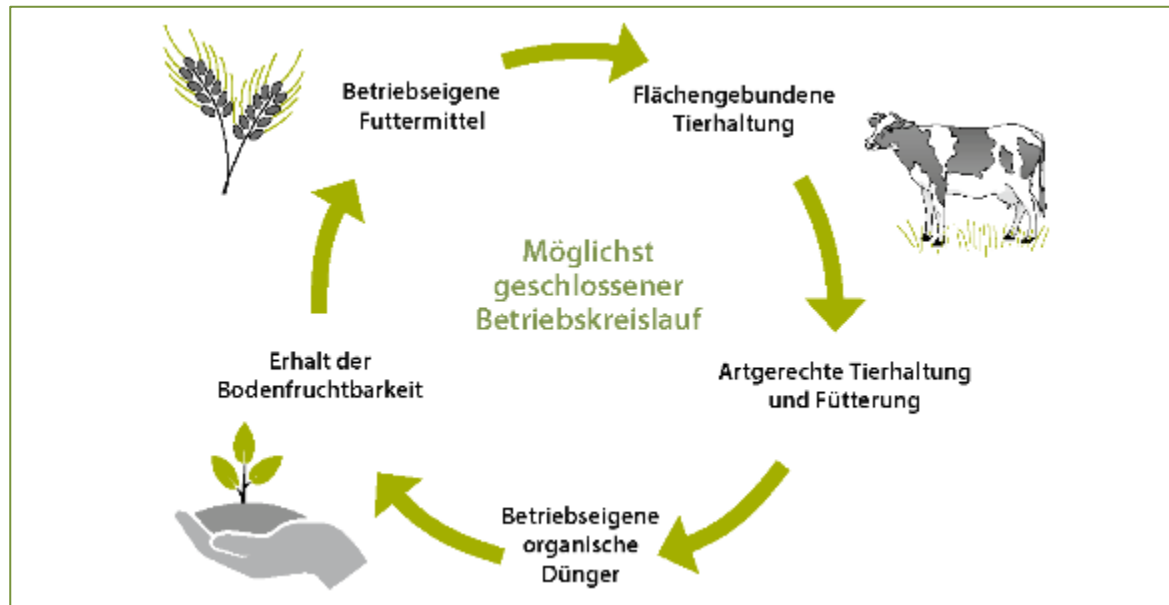 Betriebseigene
Futtermittel
Flächengebundene
Tierhaltung
Möglichst
geschlossener
Betriebskreislauf
Artgerechte Tierhaltung
und Fütterung
Betriebseigene
organische
Dünger
Erhalt der
Bodenfruchtbarkeit